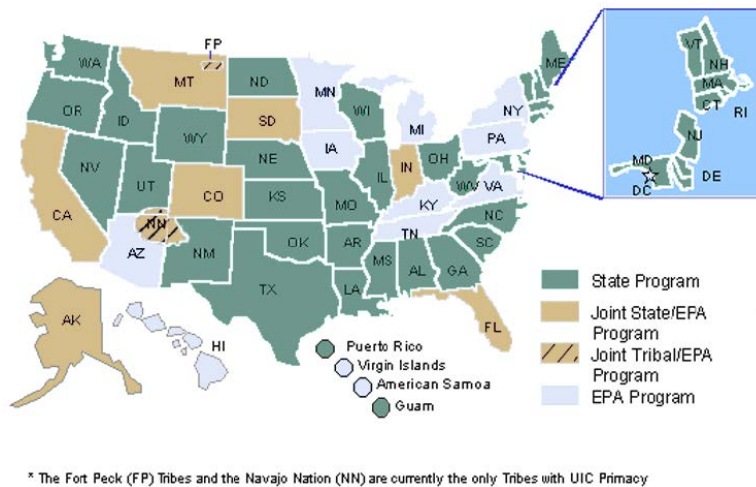 FP
WA
MT
ND
MN
ME
VT
NH
MA
CT
RI
OR
ID
SD
WI
NY
WY
MI
NJ
IA
PA
MD
DE
DC
NV
NE
IL
IN
OH
UT
CO
WV
VA
CA
KS
MO
KY
NN
NC
TN
AZ
NM
OK
AR
SC
MS
AL
GA
TX
LA
State Program
AK
FL
Joint State/EPA
Program
HI
Puerto Rico
Virgin Islands
Joint Tribal/EPA
Program
American Samoa
Guam
EPA Program
* The Fort Peck (FP) Tribes and the Navajo Nation (NN) are currently the only Tribes with UIC Primacy